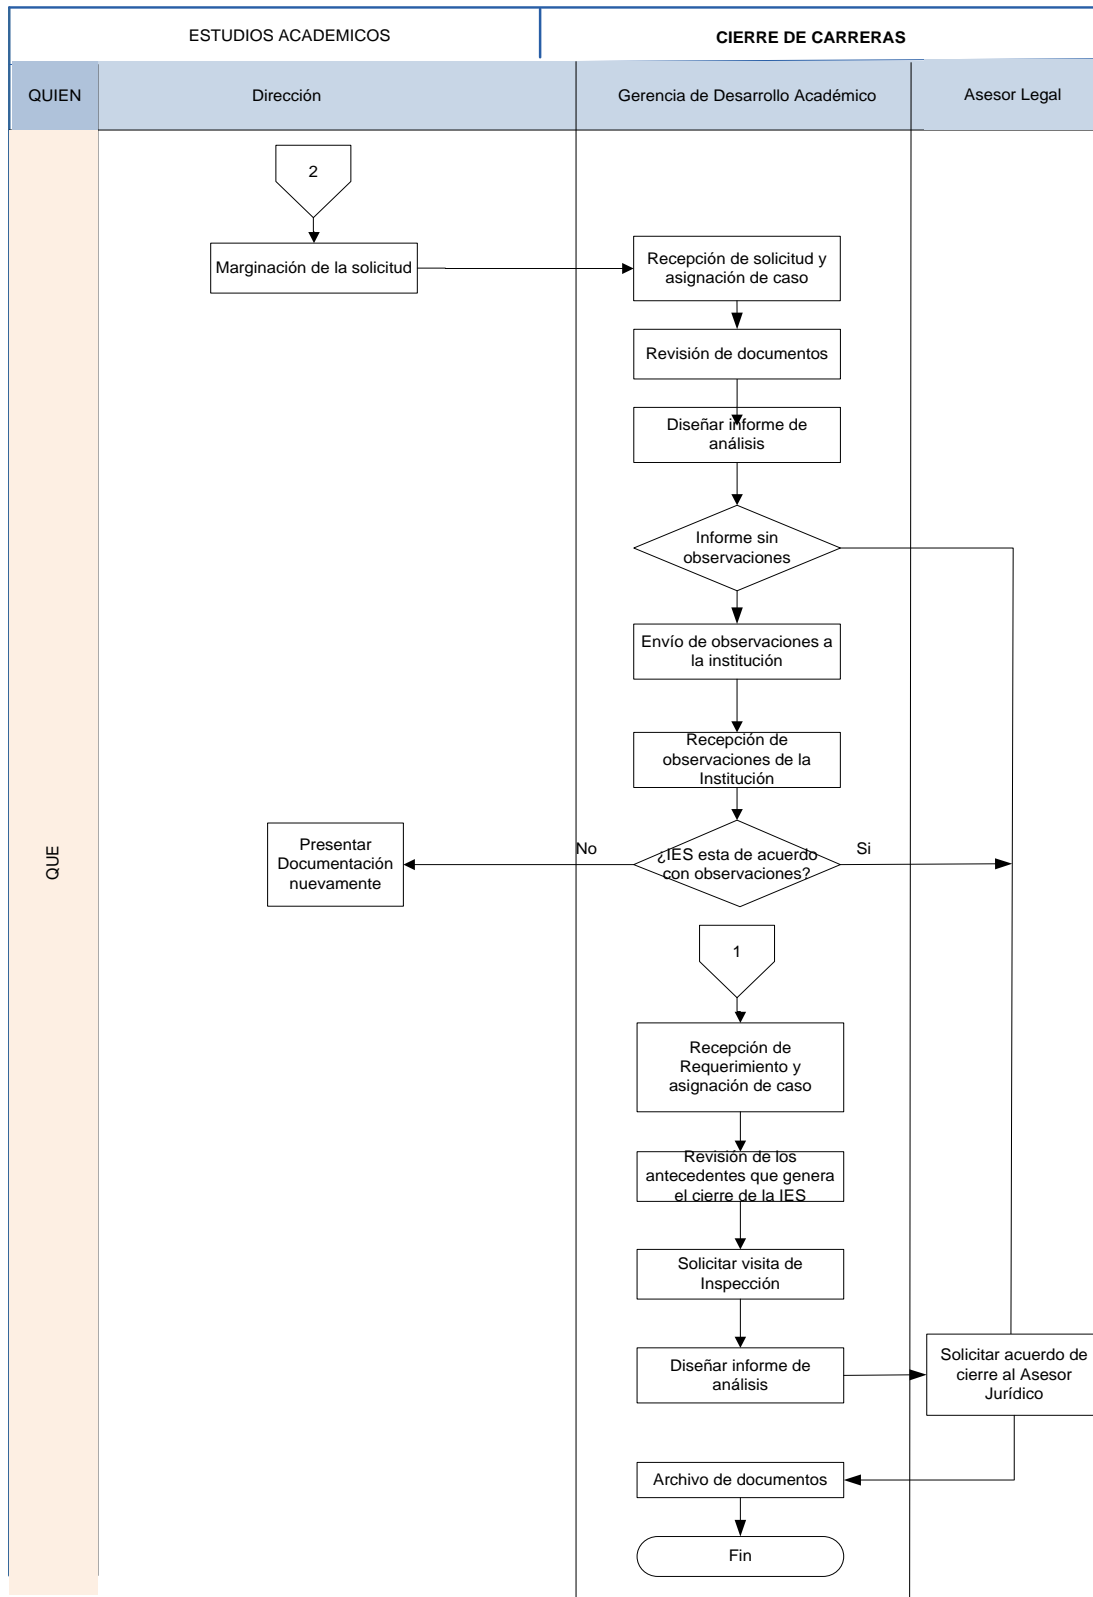 ESTUDIOS ACADEMICOS
CIERRE DE CARRERAS
QUIEN
Dirección
Gerencia de Desarrollo Académico
Asesor Legal
2
Marginación de la solicitud
Recepción de solicitud y
asignación de caso
Revisión de documentos
Diseñar informe de
análisis
Informe sin
observaciones
Envío de observaciones a
la institución
Recepción de
observaciones de la
Institución
QUE
Presentar
Documentación
nuevamente
No
¿IES esta de acuerdo
con observaciones?
Si
1
Recepción de
Requerimiento y
asignación de caso
Revisión de los
antecedentes que genera
el cierre de la IES
Solicitar visita de
Inspección
Diseñar informe de
análisis
Solicitar acuerdo de
cierre al Asesor
Jurídico
Archivo de documentos
Fin